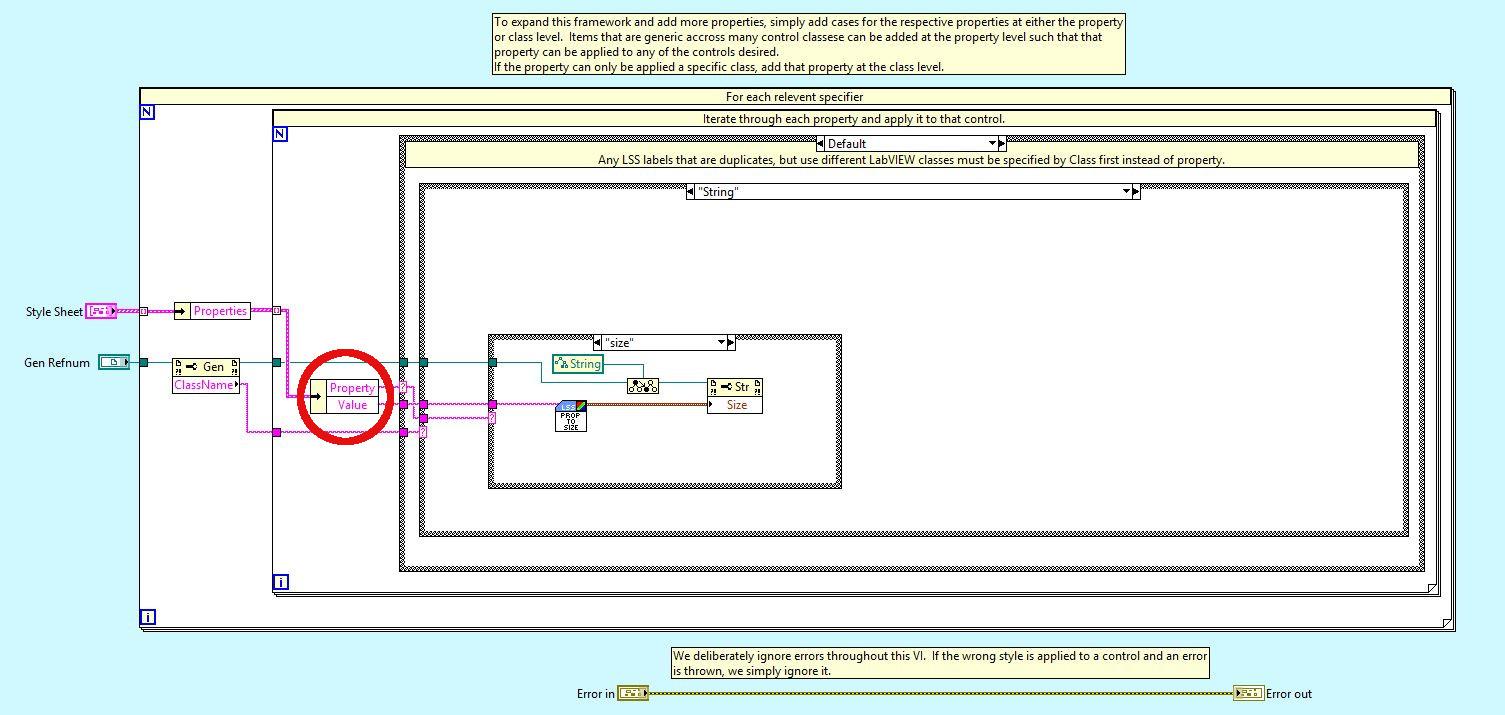 To expand this framework and add more properties, simply add cases for the respective properties at either the property
or class level.  Items that are generic accross many control classese can be added at the property level such that that
property can be applied to any of the controls desired.
If the property can only be applied a specific class, add that property at the class level.
For each relevent specifier
N
Iterate through each property and apply it to that control.
N
Default
Any LSS labels that are duplicates, but use different LabVIEW classes must be specified by Class first instead of property.
"String"
Style Sheet
Properties
"size"
Gen Refnum
Gen
ClassName
String
Property
Value
Str
Size
LSS
PROP
TO
SIZE
i
i
We deliberately ignore errors throughout this VI.  If the wrong style is applied to a control and an error
is thrown, we simply ignore it.
Error in
Error out